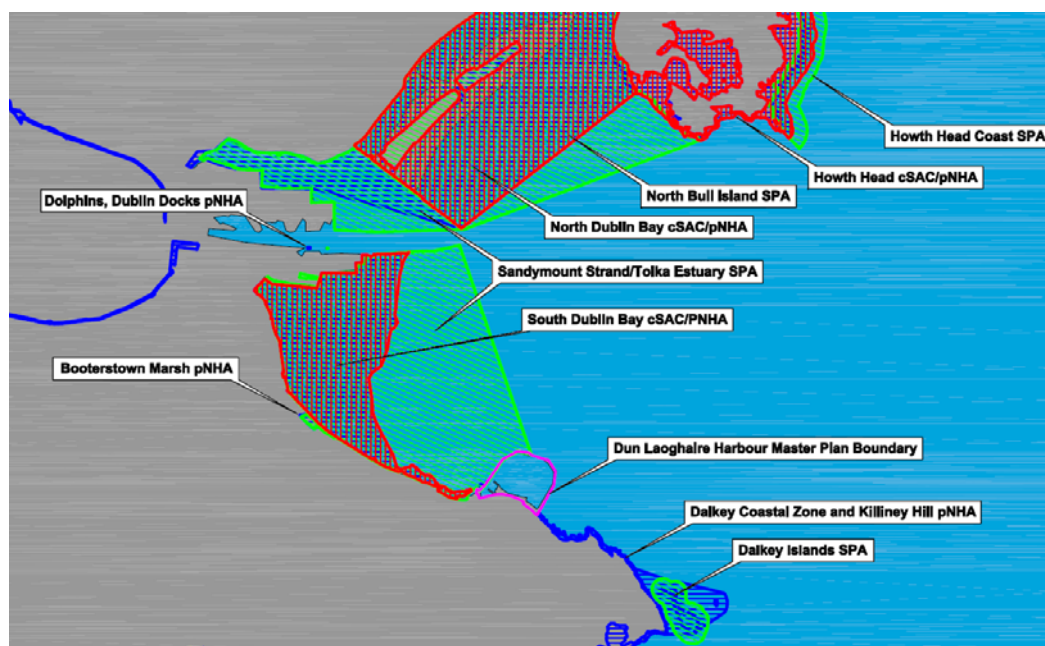 Howth Head Coast SPA
Howth Head cSAC/pNHA
North Bull Island SPA
Dolphins, Dublin Docks pNHA
North Dublin Bay cSAC/pNHA
Sandymount Strand/Tolka Estuary SPA
South Dublin Bay cSAC/PNHA
Booterstown Marsh pNHA
Dun Laoghaire Harbour Master Plan Boundary
Dalkey Coastal Zone and Killiney Hill pNHA
Dalkey Islands SPA